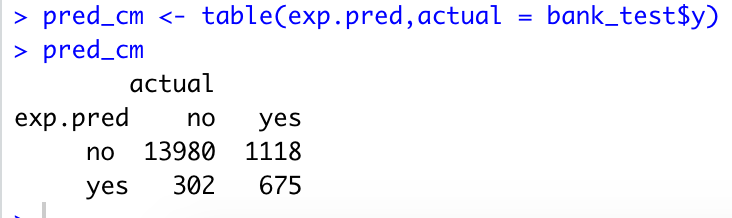 > pred_cm <- table(exp.pred,actual = bank_test$y)
> pred_cm
        actual
exp.pred    no   yes
     no  13980  1118
     yes   302   675
>